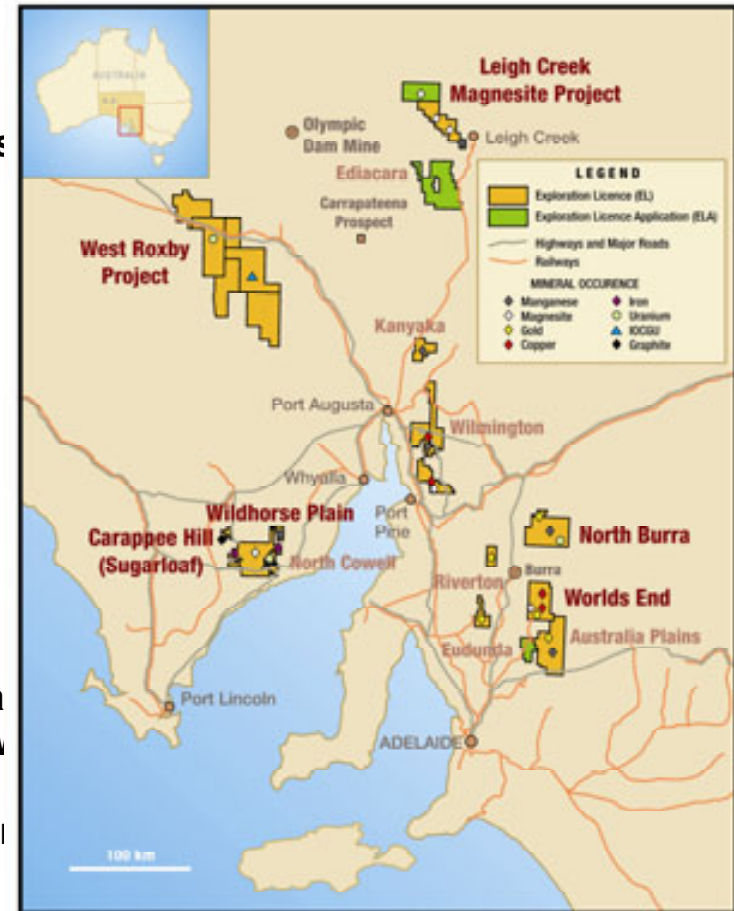 AUSTRALIA
Leigh Creek
Magnesite Project
Olympic
Dam Mine
Leigh Creek
Ediacara
Carrapateena
Prospect
LEGEND
Exploration Licence (EL)
Exploration Licence Application (ELA)
Highways and Major Roads
Railways
MINERAL OCCURENCE
Manganese
Iron
Magnesite
Uranium
Gold
IOCGU
Copper
Graphite
West Roxby
Project
Kanyaka
Port Augusta
Wilmington
Whyalla
Port
Pirie
Wildhorse Plain
Carappee Hill
(Sugarloaf)
North Cowell
North Burra
Burra
Riverton
Worlds End
Australia Plains
Eudunda
Port Lincoln
ADELAIDE
100 km